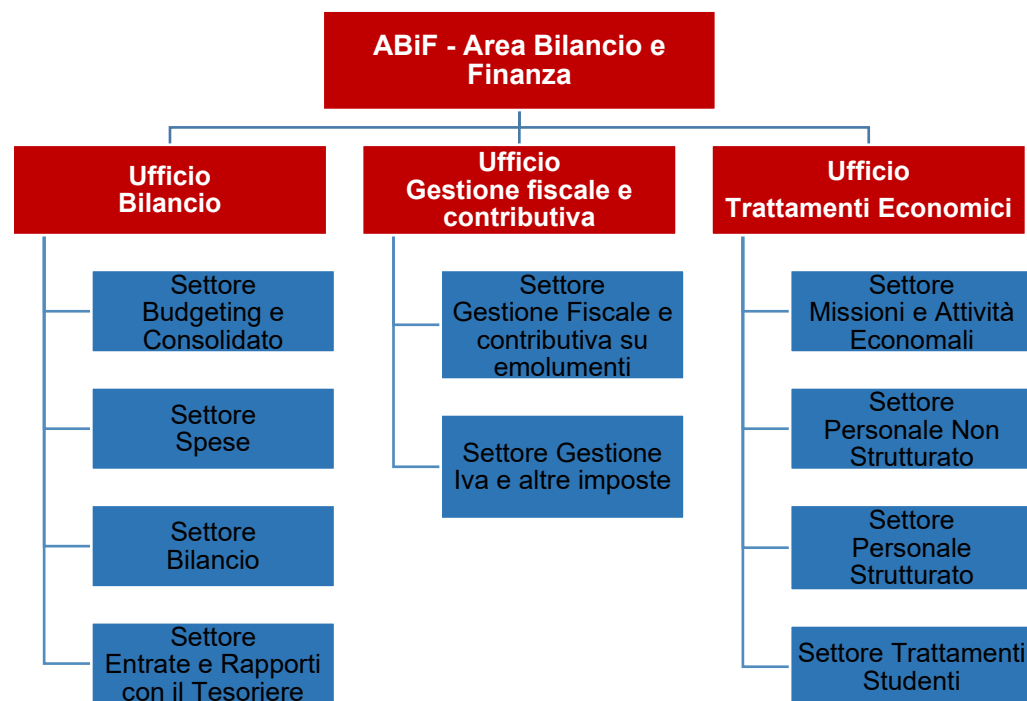 ABiF - Area Bilancio e
Finanza
Ufficio
Bilancio
Settore
Budgeting e
Consolidato
Settore
Spese
Settore
Bilancio
Settore
Entrate e Rapporti
con il Tesoriere
Ufficio
Gestione fiscale e
contributiva
Settore
Gestione Fiscale e
contributiva su
emolumenti
Settore Gestione
Iva e altre imposte
Ufficio
Trattamenti Economici
Settore
Missioni e Attività
Economali
Settore
Personale Non
Strutturato
Settore
Personale
Strutturato
Settore Trattamenti
Studenti